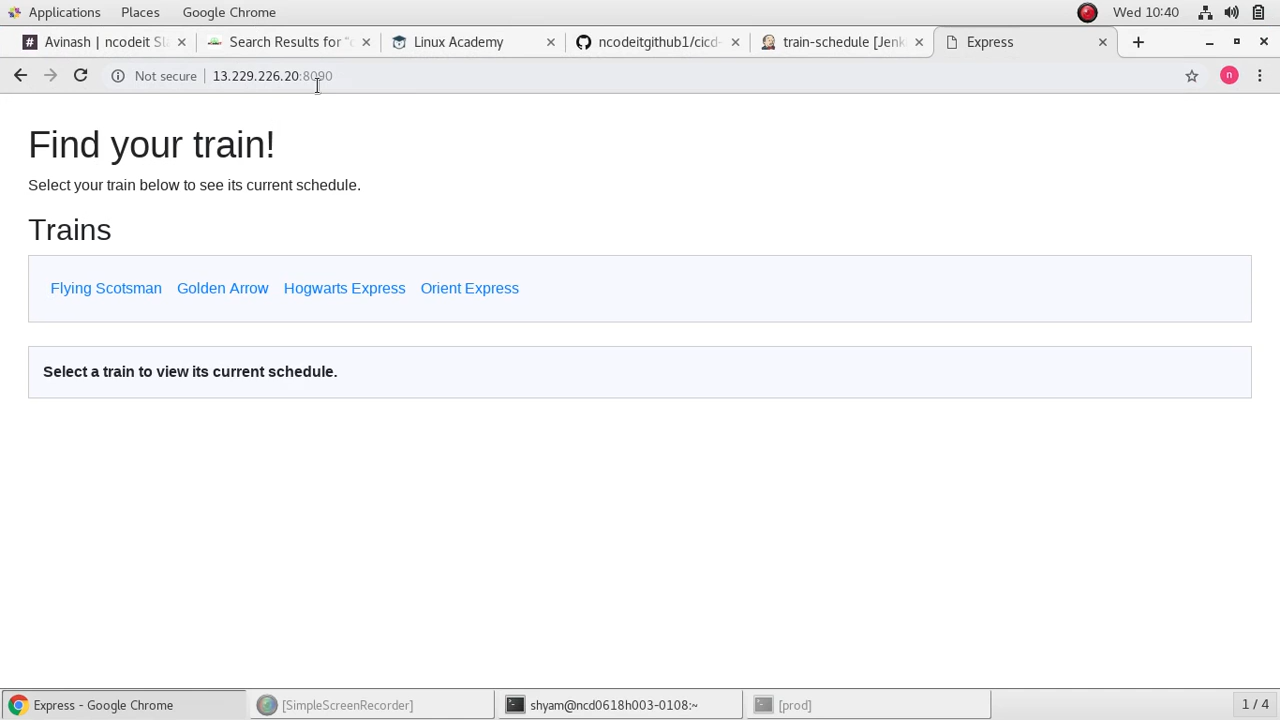 Applications Places Google Chrome Wed 10:40
# Avinash | ncodeit Sl
Search Results for "c
Linux Academy
ncodeitgithub1/cicd-
train-schedule [Jenk
Express
Not secure 13.229.226.20:8090 n
Find your train!
Select your train below to see its current schedule.
Trains
Flying Scotsman Golden Arrow Hogwarts Express Orient Express
Select a train to view its current schedule.
Express - Google Chrome [SimpleScreenRecorder] shyam@ncd0618h003-0108:~ [prod] 1 / 4